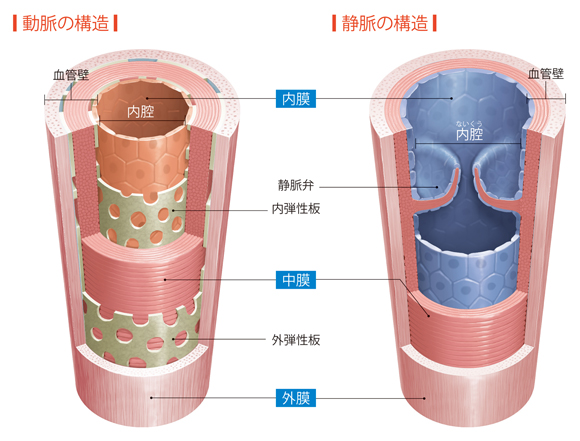 動脈の構造
静脈の構造
血管壁
血管壁
内膜
内腔
ないくう
内腔
静脈弁
内弾性板
中膜
外弾性板
外膜